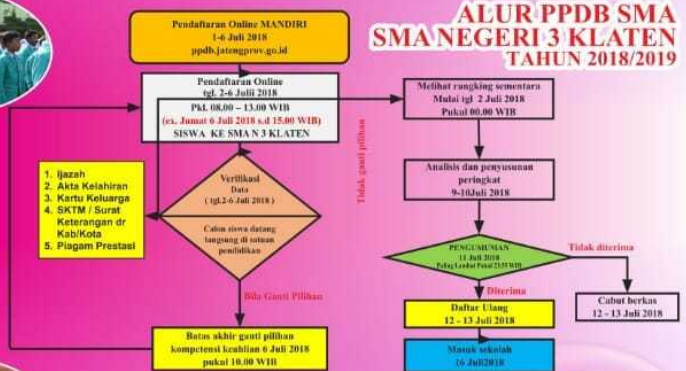 ALUR PPDB SMA
SMA NEGERI 3 KLATEN
TAHUN 2018/2019
Pendaftaran Online MANDIRI
1-6 Juli 2018
ppdb.jatengprov.go.id
Pendaftaran Online
tgl. 2-6 Julii 2018
Pkl. 08.00 – 13.00 WIB
(ex. Jumat 6 Juli 2018 s.d 15.00 WIB)
SISWA KE SMA N 3 KLATEN
Verifikasi
Data
( tgl.2-6 Juli 2018 )
Calon siswa datang
langsung di satuan
pendidikan
1. Ijazah
2. Akta Kelahiran
3. Kartu Keluarga
4. SKTM / Surat
Keterangan dr
Kab/Kota
5. Piagam Prestasi
Bila Ganti Pilihan
Batas akhir ganti pilihan
kompetensi keahlian 6 Juli 2018
pukul 10.00 WIB
Tidak ganti pilihan
Melihat rangking sementara
Mulai tgl 2 Juli 2018
Pukul 00.00 WIB
Analisis dan penyusunan
peringkat
9-10Juli 2018
PENGUMUMAN
11 Juli 2018
Paling Lambat Pukul 23:55 WIB
Tidak diterima
Diterima
Cabut berkas
12 - 13 Juli 2018
Daftar Ulang
12 - 13 Juli 2018
Masuk sekolah
16 Juli2018